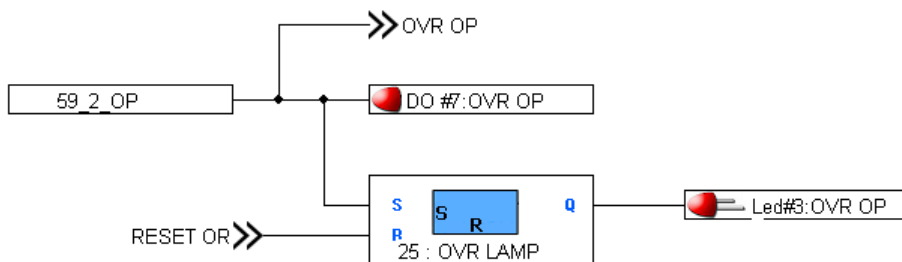 OVR OP
59_2_OP
DO #7:OVR OP
S
R
Q
S
R
25 : OVR LAMP
Led#3:OVR OP
RESET OR